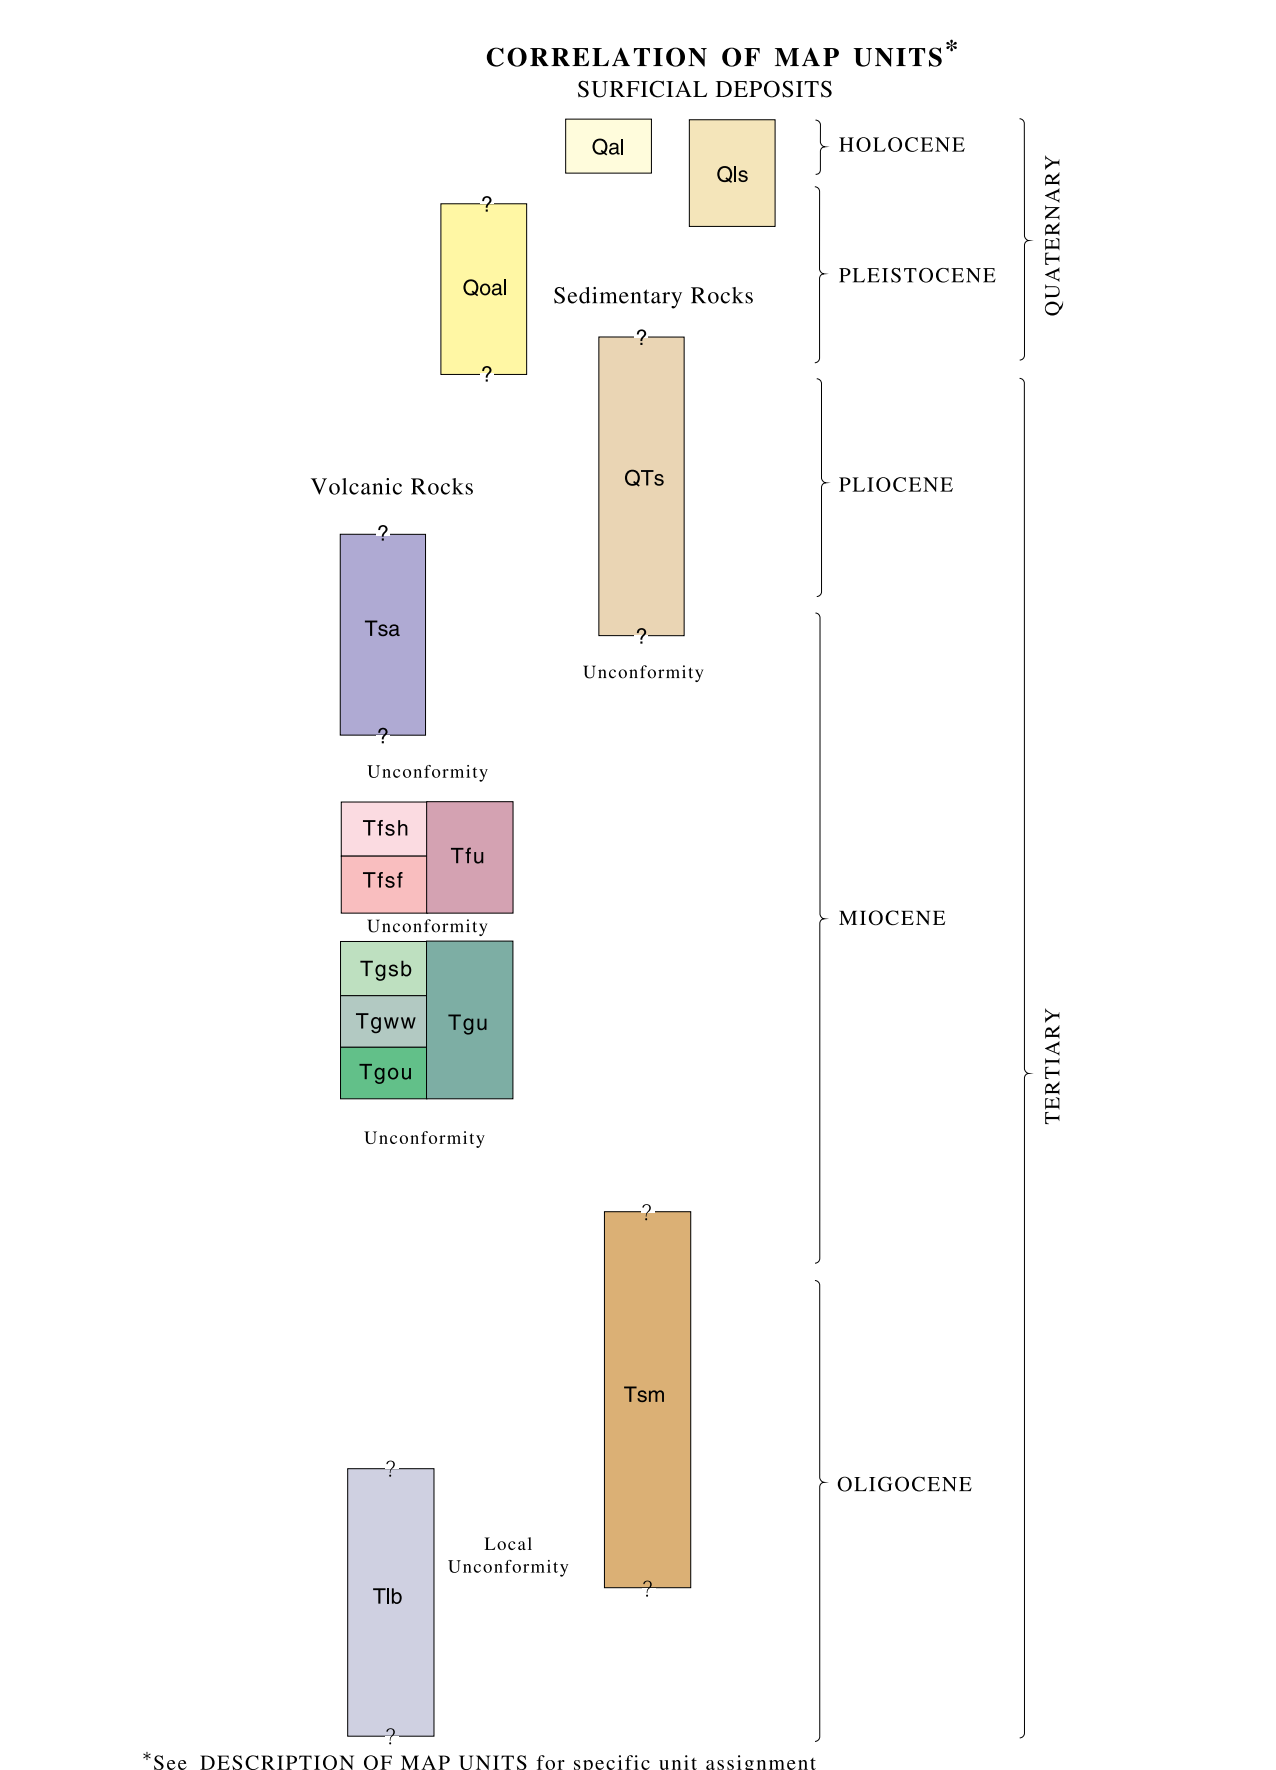 CORRELATION OF MAP UNITS*
SURFICIAL DEPOSITS
Qal
Qls
HOLOCENE
QUATERNARY
?
Qoal
?
PLEISTOCENE
Sedimentary Rocks
?
QTs
?
Unconformity
PLIOCENE
Volcanic Rocks
?
Tsa
?
Unconformity
Tfsh
Tfu
Tfsf
Unconformity
MIOCENE
Tgsb
Tgww
Tgu
Tgou
Unconformity
TERTIARY
?
Tsm
?
OLIGOCENE
?
Tlb
?
Local
Unconformity
*See DESCRIPTION OF MAP UNITS for specific unit assignment